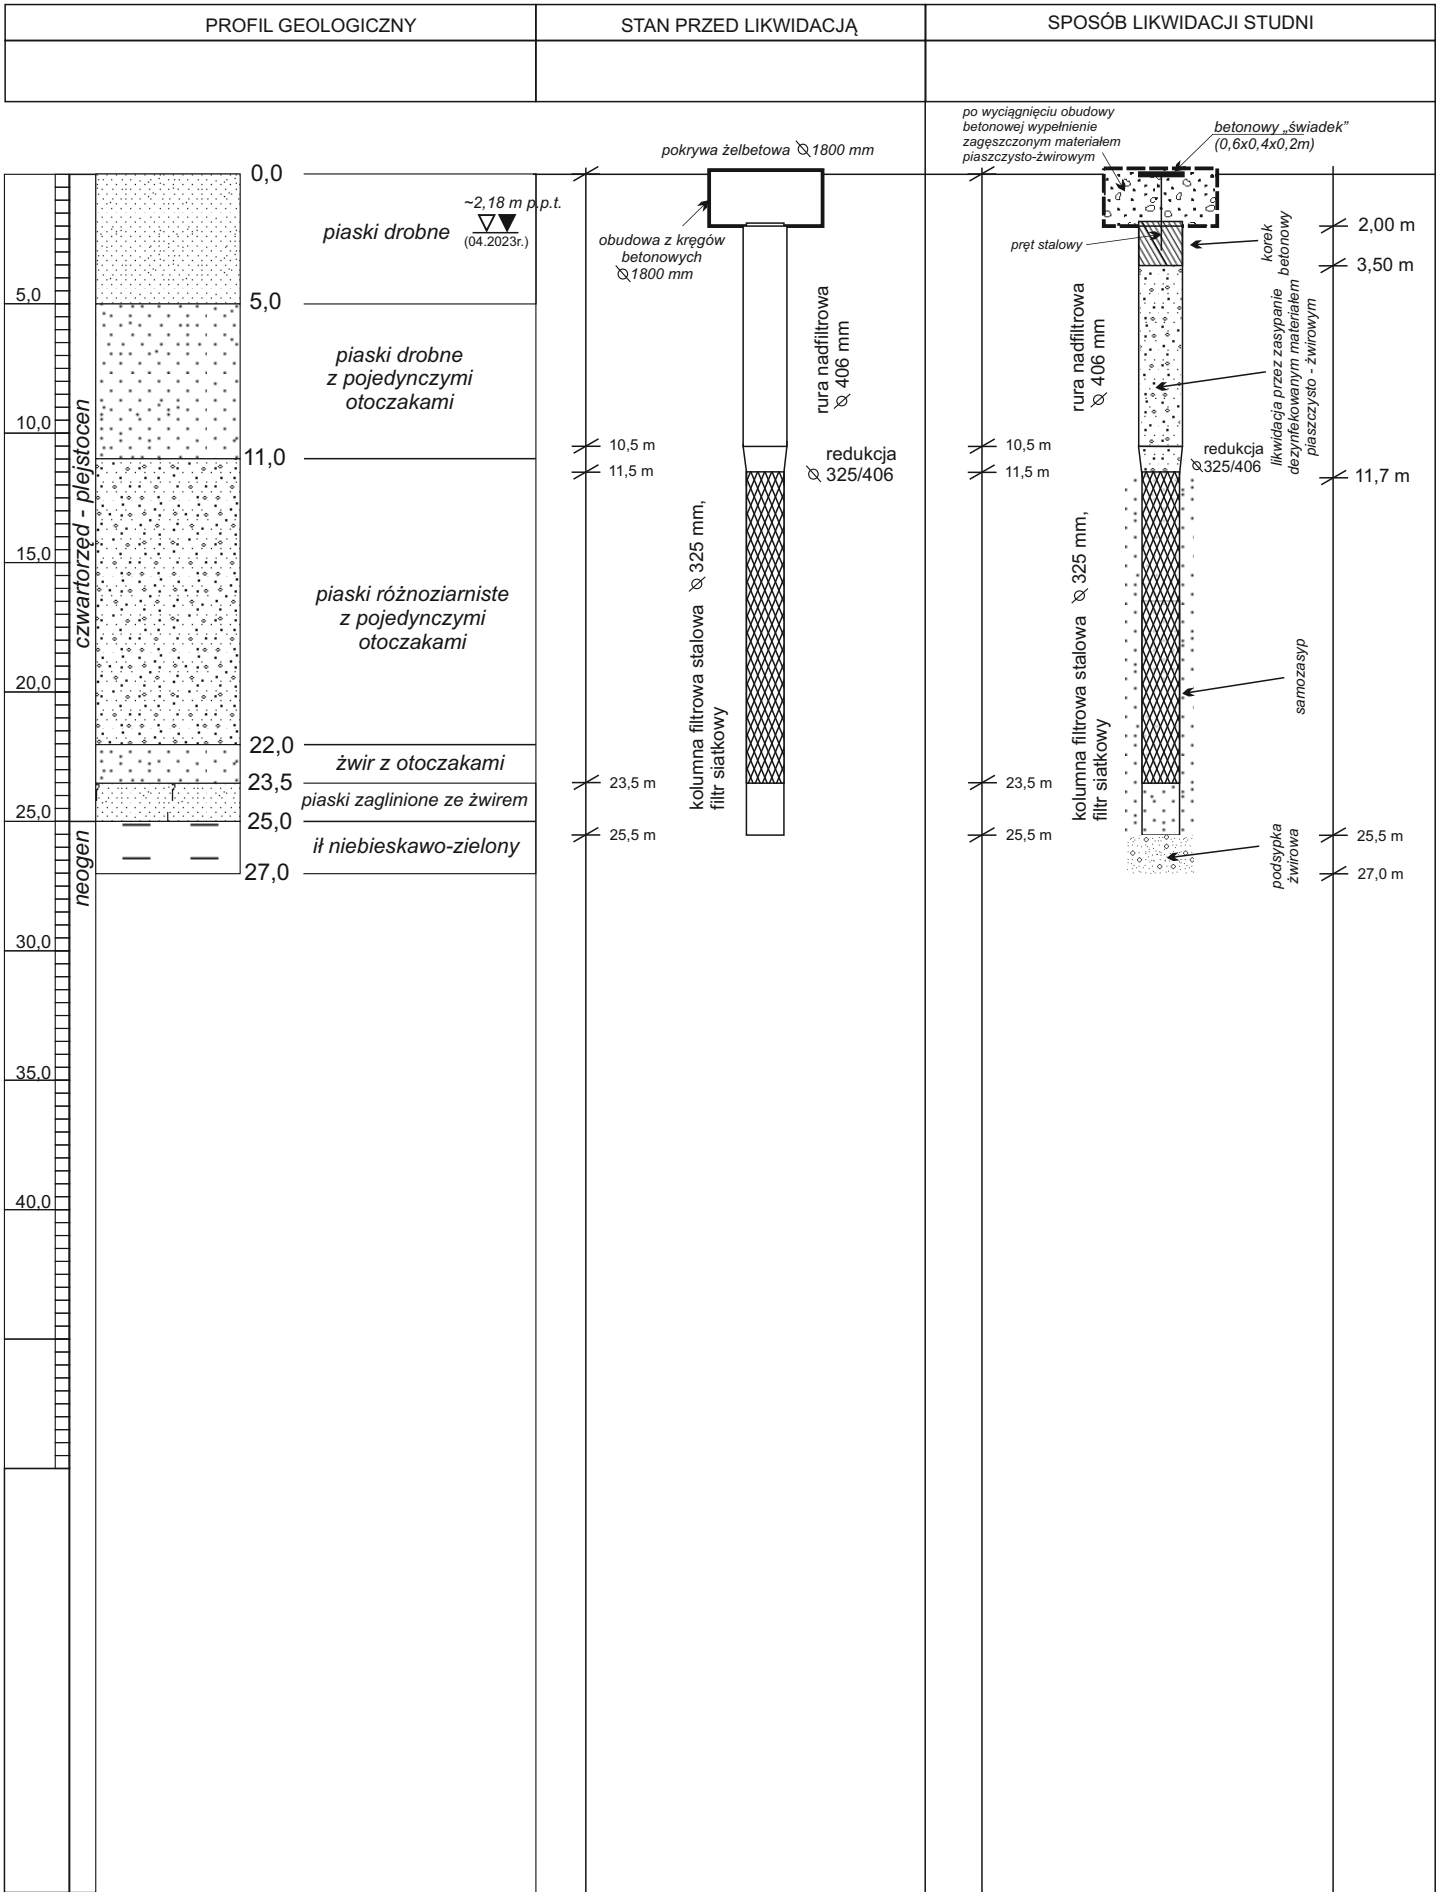 PROFIL GEOLOGICZNY
STAN PRZED LIKWIDACJĄ
SPOSÓB LIKWIDACJI STUDNI
5,0
10,0
15,0
20,0
25,0
30,0
35,0
40,0
czwartorzęd - plejstocen
neogen
0,0
~2,18 m p.p.t.
piaski drobne
(04.2023r.)
5,0
piaski drobne
z pojedynczymi
otoczakami
11,0
piaski różnoziarniste
z pojedynczymi
otoczakami
22,0
żwir z otoczakami
23,5
piaski zaglinione ze żwirem
25,0
ił niebieskawo-zielony
27,0
pokrywa żelbetowa ∅ 1800 mm
obudowa z kręgów
betonowych
∅ 1800 mm
rura nadfiltrowa
∅ 406 mm
10,5 m
11,5 m
redukcja
∅ 325/406
kolumna filtrowa stalowa ∅ 325 mm,
filtr siatkowy
23,5 m
25,5 m
po wyciągnięciu obudowy
betonowej wypełnienie
zagęszczonym materiałem
piaszczysto-żwirowym
betonowy „świadek”
(0,6x0,4x0,2m)
pręt stalowy
korek
betonowy
2,00 m
3,50 m
rura nadfiltrowa
∅ 406 mm
likwidacja przez zasypanie
dezynfekowanym materiałem
piaszczysto - żwirowym
10,5 m
11,5 m
redukcja
∅ 325/406
11,7 m
kolumna filtrowa stalowa ∅ 325 mm,
filtr siatkowy
samozasyp
23,5 m
25,5 m
podsypka
żwirowa
25,5 m
27,0 m